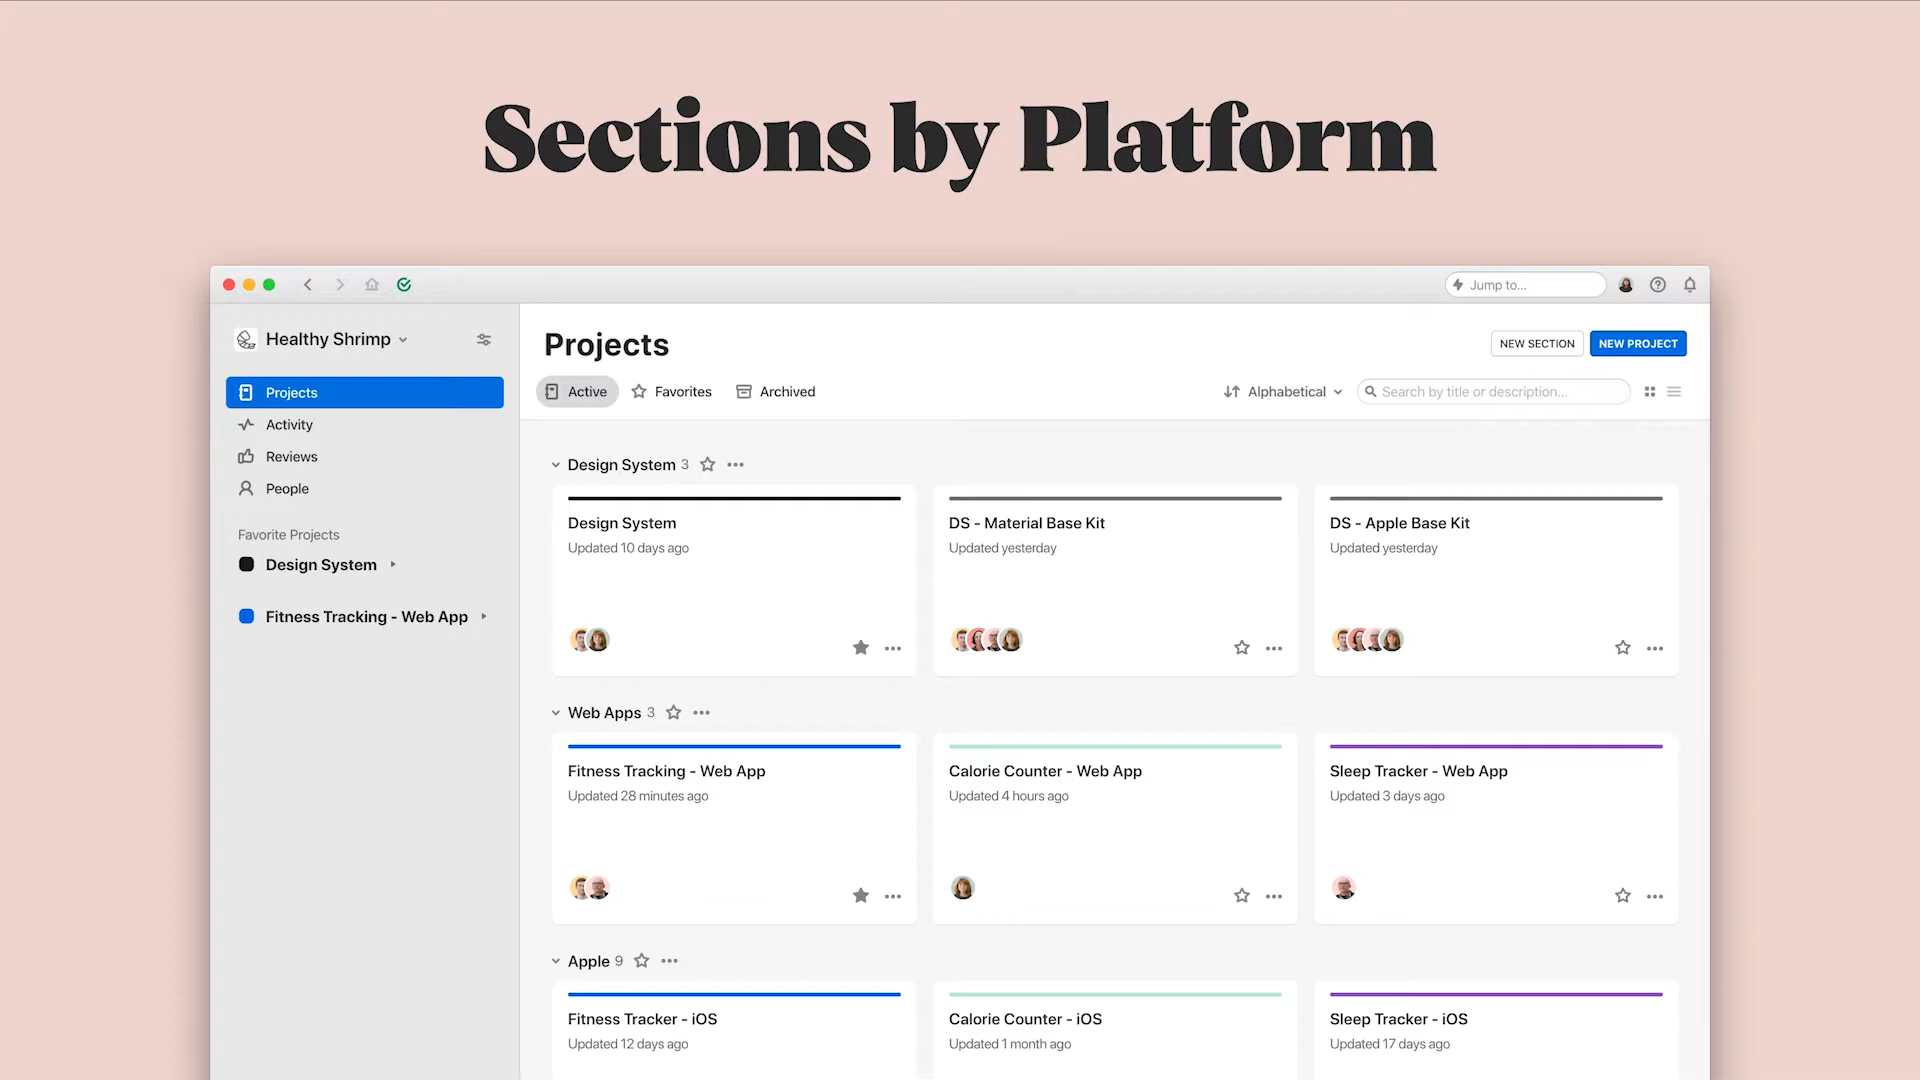 Sections by Platform
Jump to...
Healthy Shrimp
Projects
Activity
Reviews
People
Favorite Projects
Design System
Fitness Tracking - Web App
Projects
NEW SECTION
NEW PROJECT
Active
Favorites
Archived
Alphabetical
Search by title or description...
Design System 3
Design System
Updated 10 days ago
DS - Material Base Kit
Updated yesterday
DS - Apple Base Kit
Updated yesterday
Web Apps 3
Fitness Tracking - Web App
Updated 28 minutes ago
Calorie Counter - Web App
Updated 4 hours ago
Sleep Tracker - Web App
Updated 3 days ago
Apple 9
Fitness Tracker - iOS
Updated 12 days ago
Calorie Counter - iOS
Updated 1 month ago
Sleep Tracker - iOS
Updated 17 days ago